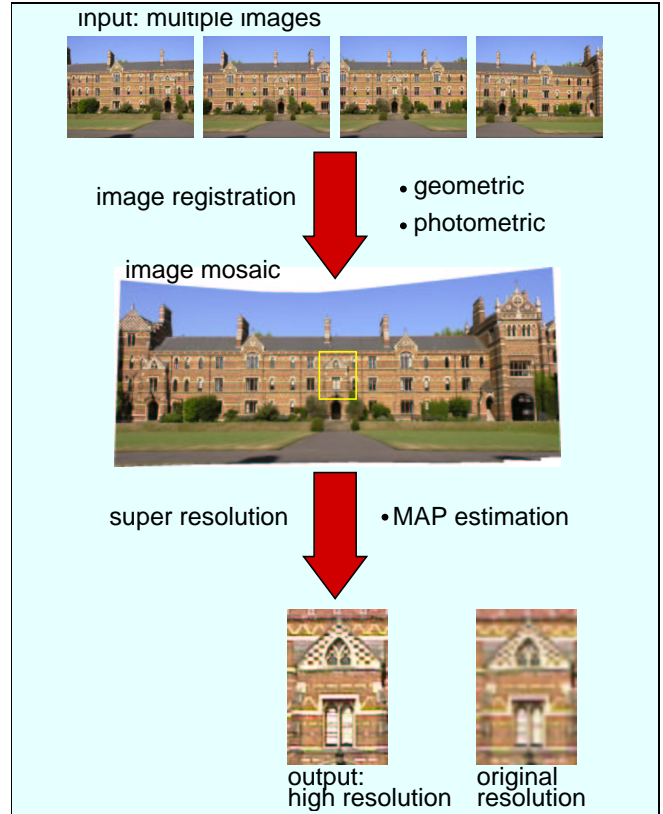 input: multiple images
image registration
• geometric
• photometric
image mosaic
super resolution
• MAP estimation
output:
high resolution
original
resolution